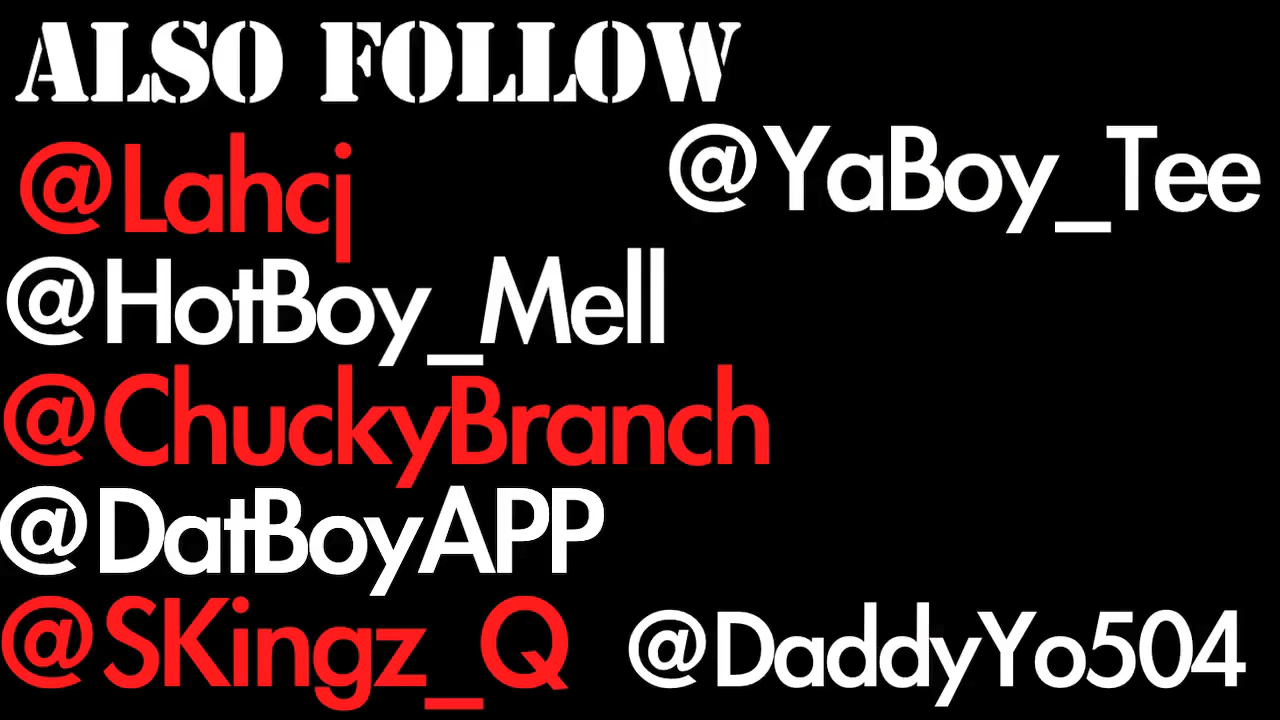 ALSO FOLLOW
@Lahcj
@YaBoy_Tee
@HotBoy_Mell
@ChuckyBranch
@DatBoyAPP
@SKingz_Q
@DaddyYo504